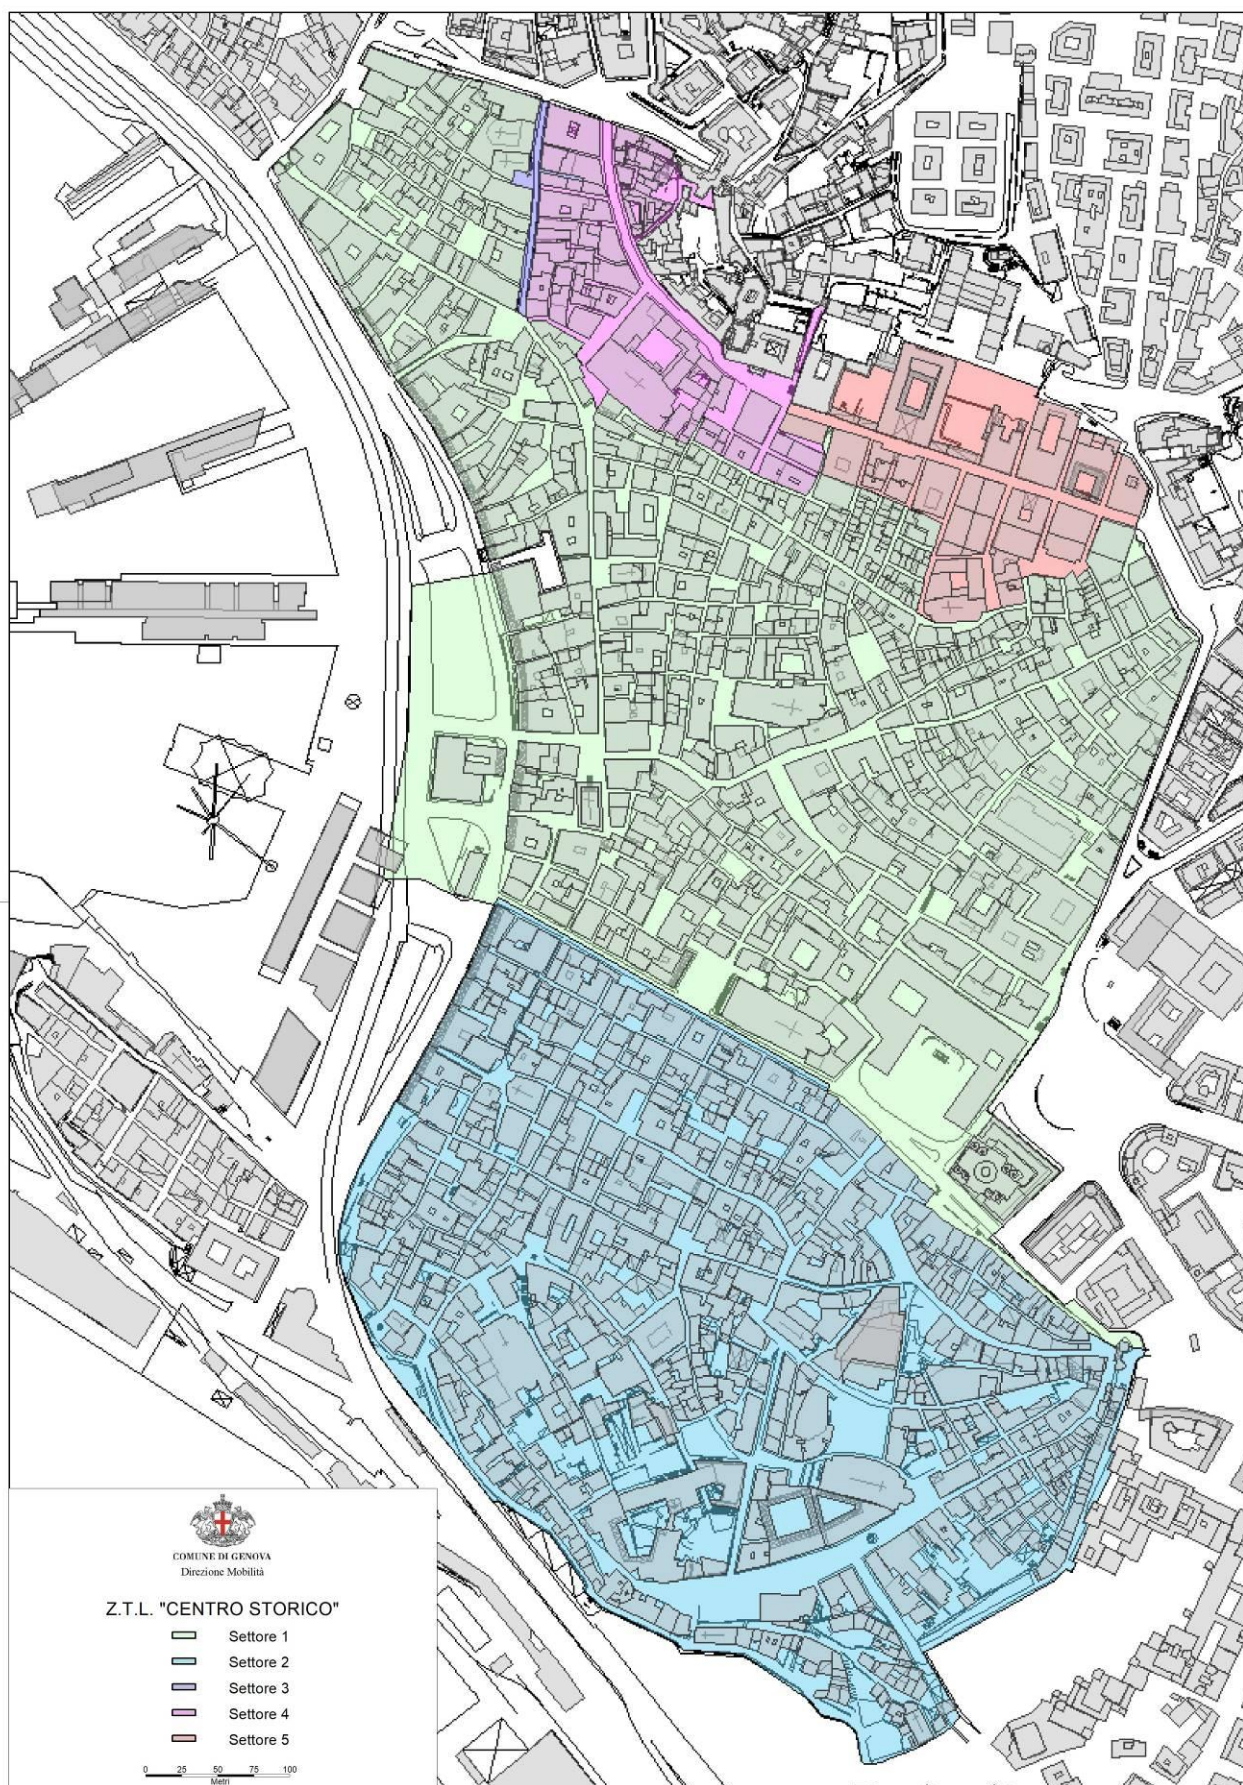 COMUNE DI GENOVA
Direzione Mobilità
Z.T.L. "CENTRO STORICO"
Settore 1
Settore 2
Settore 3
Settore 4
Settore 5
0 25 50 75 100
Metri